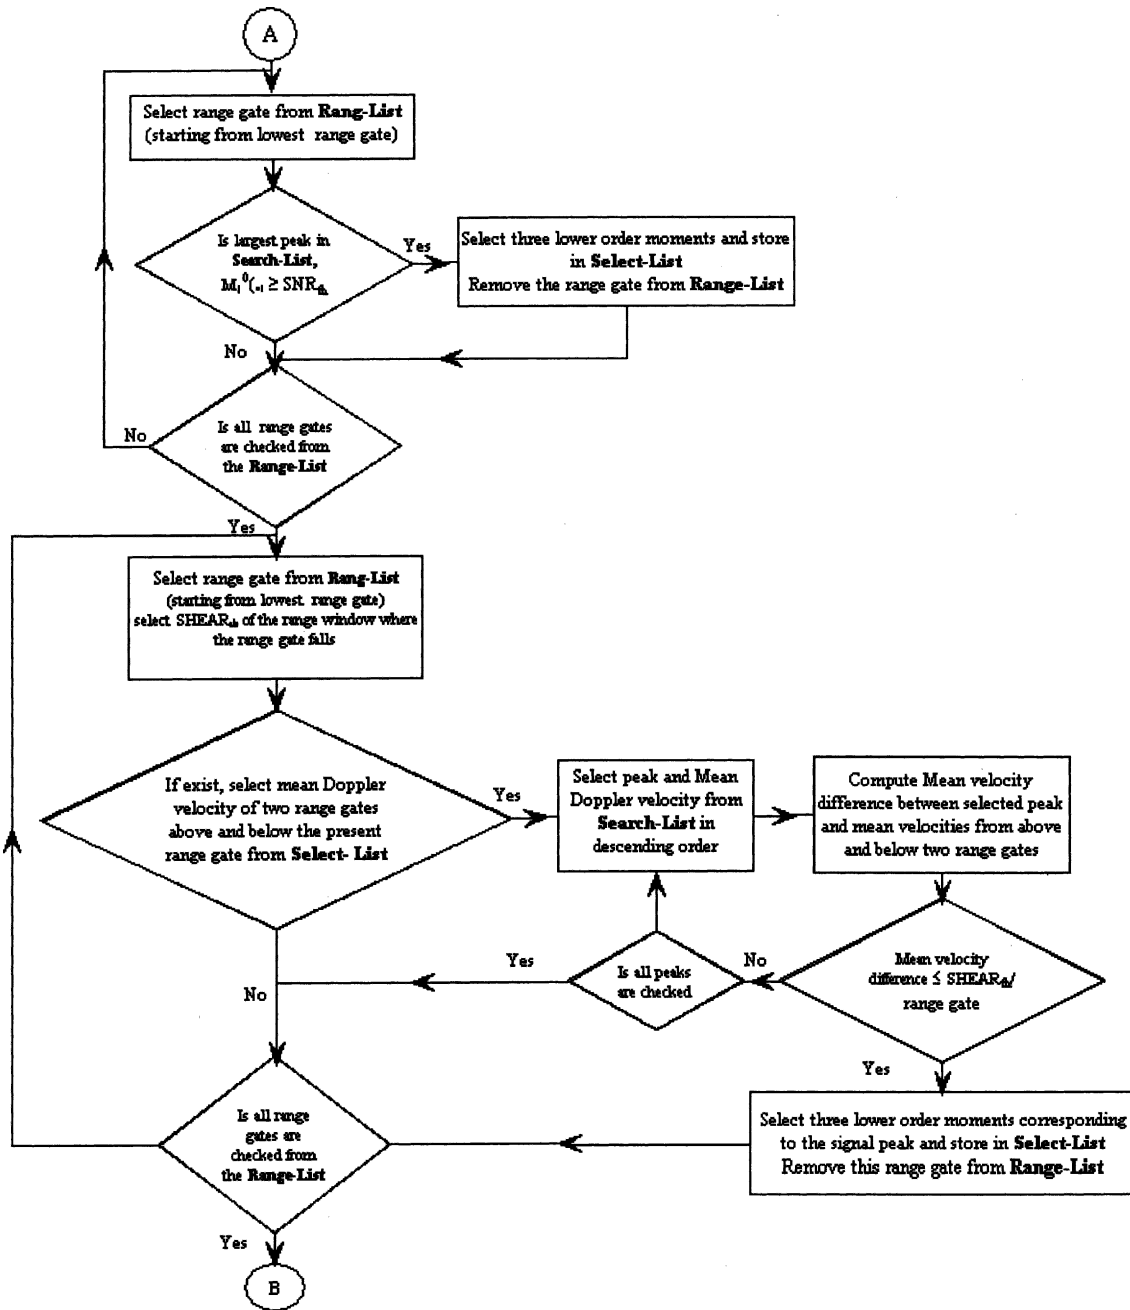 A
Select range gate from Rang-List
(starting from lowest range gate)
Is largest peak in
Search-List,
≥ SNRth
Yes
Select three lower order moments and store
in Select-List
Remove the range gate from Range-List
No
Is all range gates
are checked from
the Range-List
No
Yes
Select range gate from Rang-List
(starting from lowest range gate)
select SHEARth of the range window where
the range gate falls
If exist, select mean Doppler
velocity of two range gates
above and below the present
range gate from Select- List
Yes
Select peak and Mean
Doppler velocity from
Search-List in
descending order
Compute Mean velocity
difference between selected peak
and mean velocities from above
and below two range gates
Mean velocity
difference ≤ SHEARth/
range gate
No
Is all peaks
are checked
Yes
No
Yes
Select three lower order moments corresponding
to the signal peak and store in Select-List
Remove this range gate from Range-List
Is all range
gates are
checked from
the Range-List
Yes
B